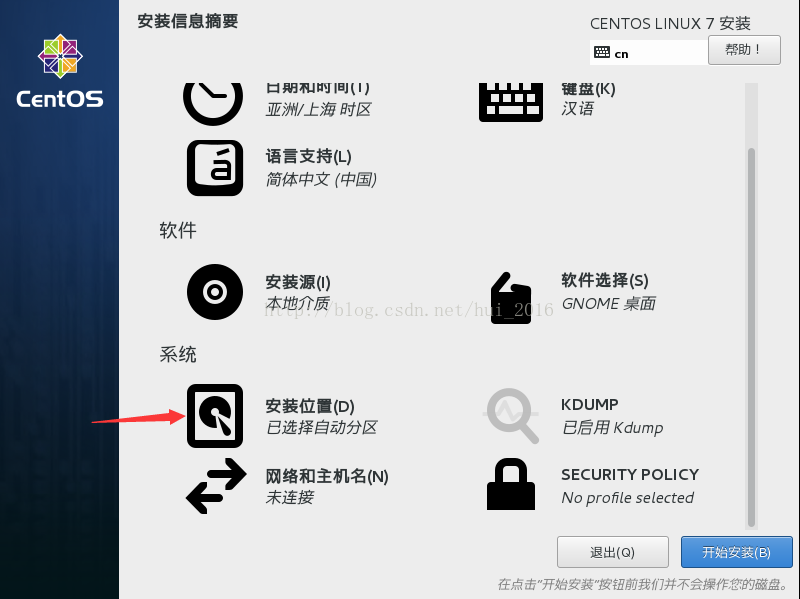 安装信息摘要
CENTOS LINUX 7 安装
cn
帮助！
CentOS
日期和时间(T)
亚洲/上海 时区
键盘(K)
汉语
á
语言支持(L)
简体中文 (中国)
软件
安装源(I)
本地介质
软件选择(S)
GNOME 桌面
http://blog.csdn.net/hui_2016
系统
安装位置(D)
已选择自动分区
KDUMP
已启用 Kdump
网络和主机名(N)
未连接
SECURITY POLICY
No profile selected
退出(Q)
开始安装(B)
在点击"开始安装"按钮前我们并不会操作您的磁盘。